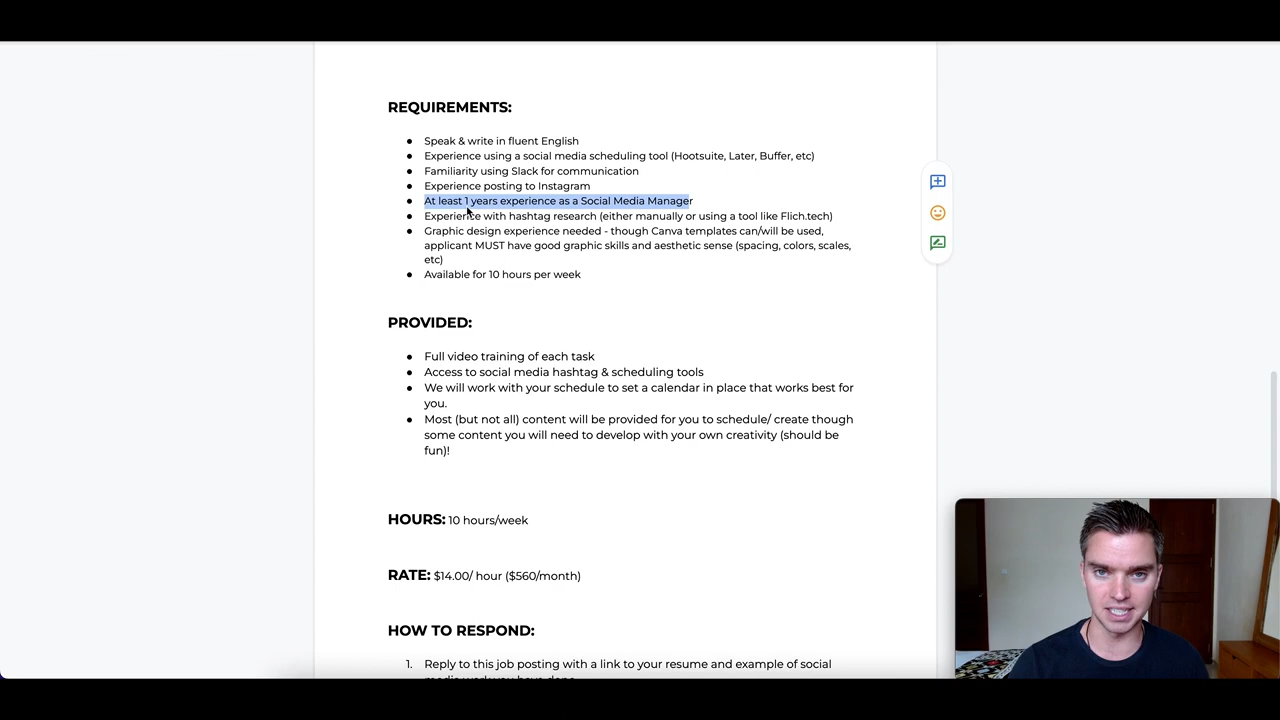 REQUIREMENTS:
● Speak & write in fluent English
● Experience using a social media scheduling tool (Hootsuite, Later, Buffer, etc)
● Familiarity using Slack for communication
● Experience posting to Instagram
● At least 1 years experience as a Social Media Manager
● Experience with hashtag research (either manually or using a tool like Flich.tech)
● Graphic design experience needed - though Canva templates can/will be used,
applicant MUST have good graphic skills and aesthetic sense (spacing, colors, scales,
etc)
● Available for 10 hours per week
PROVIDED:
● Full video training of each task
● Access to social media hashtag & scheduling tools
● We will work with your schedule to set a calendar in place that works best for
you.
● Most (but not all) content will be provided for you to schedule/ create though
some content you will need to develop with your own creativity (should be
fun)!
HOURS: 10 hours/week
RATE: $14.00/ hour ($560/month)
HOW TO RESPOND:
1. Reply to this job posting with a link to your resume and example of social
media work you have done